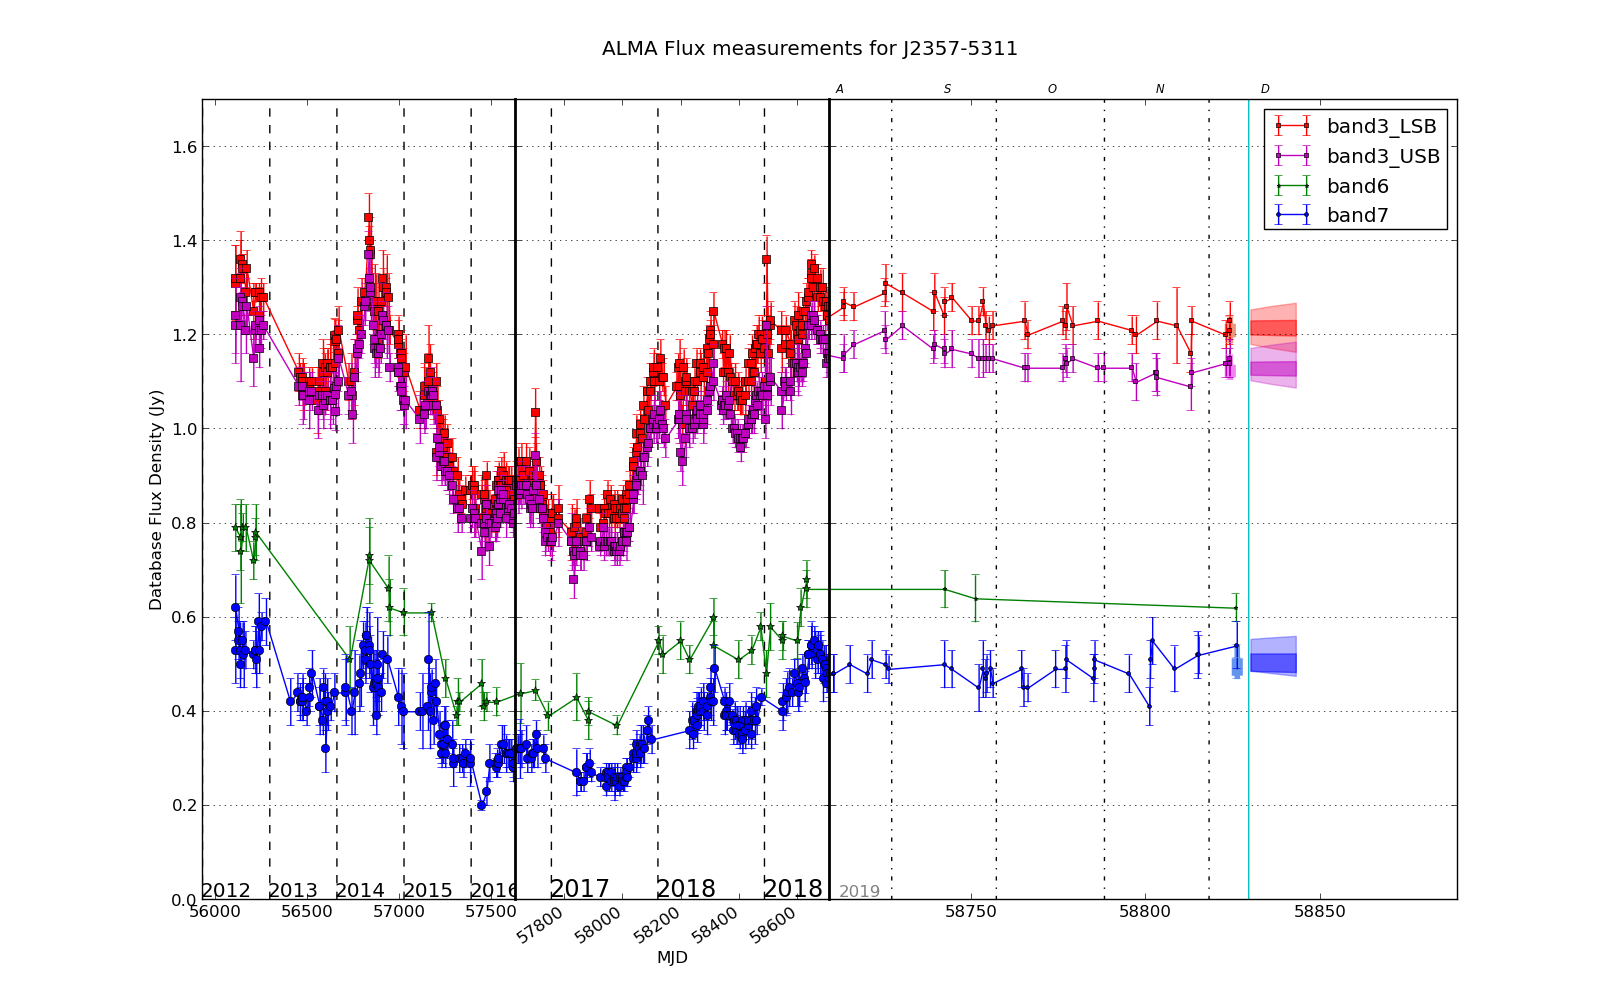 ALMA Flux measurements for J2357-5311
A S O N D
band3_LSB
band3_USB
band6
band7
1.6
1.4
1.2
1.0
0.8
0.6
0.4
0.2
0.0
Database Flux Density (Jy)
2012 2013 2014 2015 2016 2017 2018 2018 2019
56000 56500 57000 57500 57800 58000 58200 58400 58600 58750 58800 58850
MJD